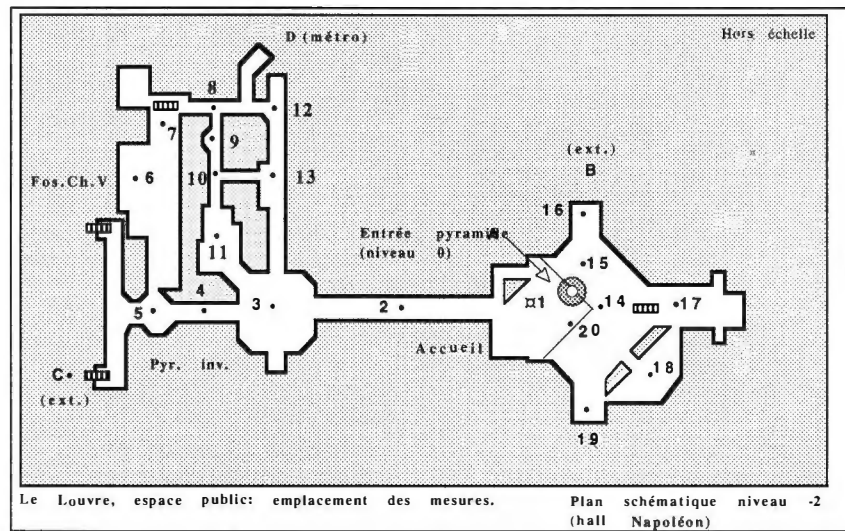 D (métro)
Hors échelle
8
12
7
9
(ext.)
B
Fos.Ch.V
6
10
13
16
Entrée pyramide
(niveau 0)
11
15
4
3
2
¤1
14
17
5
20
Accueil
Pyr. inv.
C
18
(ext.)
19
Le Louvre, espace public: emplacement des mesures.
Plan schématique niveau -2
(hall Napoléon)